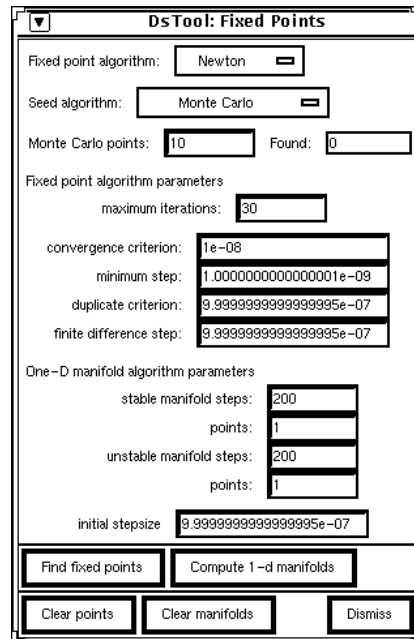 DsTool: Fixed Points
Fixed point algorithm: Newton
Seed algorithm: Monte Carlo
Monte Carlo points: 10 Found: 0
Fixed point algorithm parameters
maximum iterations: 30
convergence criterion: 1e-08
minimum step: 1.0000000000000001e-09
duplicate criterion: 9.9999999999999995e-07
finite difference step: 9.9999999999999995e-07
One-D manifold algorithm parameters
stable manifold steps: 200
points: 1
unstable manifold steps: 200
points: 1
initial stepsize 9.9999999999999995e-07
Find fixed points Compute 1-d manifolds
Clear points Clear manifolds Dismiss